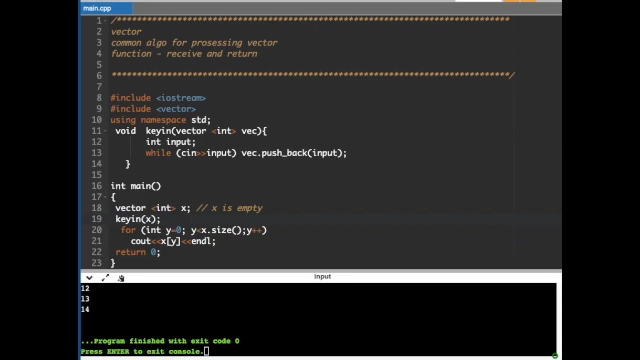 main.cpp
1 /******************************************************************************
2 vector
3 common algo for prosessing vector
4 function - receive and return
5
6 *******************************************************************************/
7
8 #include <iostream>
9 #include <vector>
10 using namespace std;
11 void keyin(vector <int> vec){
12 int input;
13 while (cin>>input) vec.push_back(input);
14 }
15
16 int main()
17 {
18 vector <int> x; // x is empty
19 keyin(x);
20 for (int y=0; y<x.size();y++)
21 cout<<x[y]<<endl;
22 return 0;
23 }
input
12
13
14
...Program finished with exit code 0
Press ENTER to exit console.